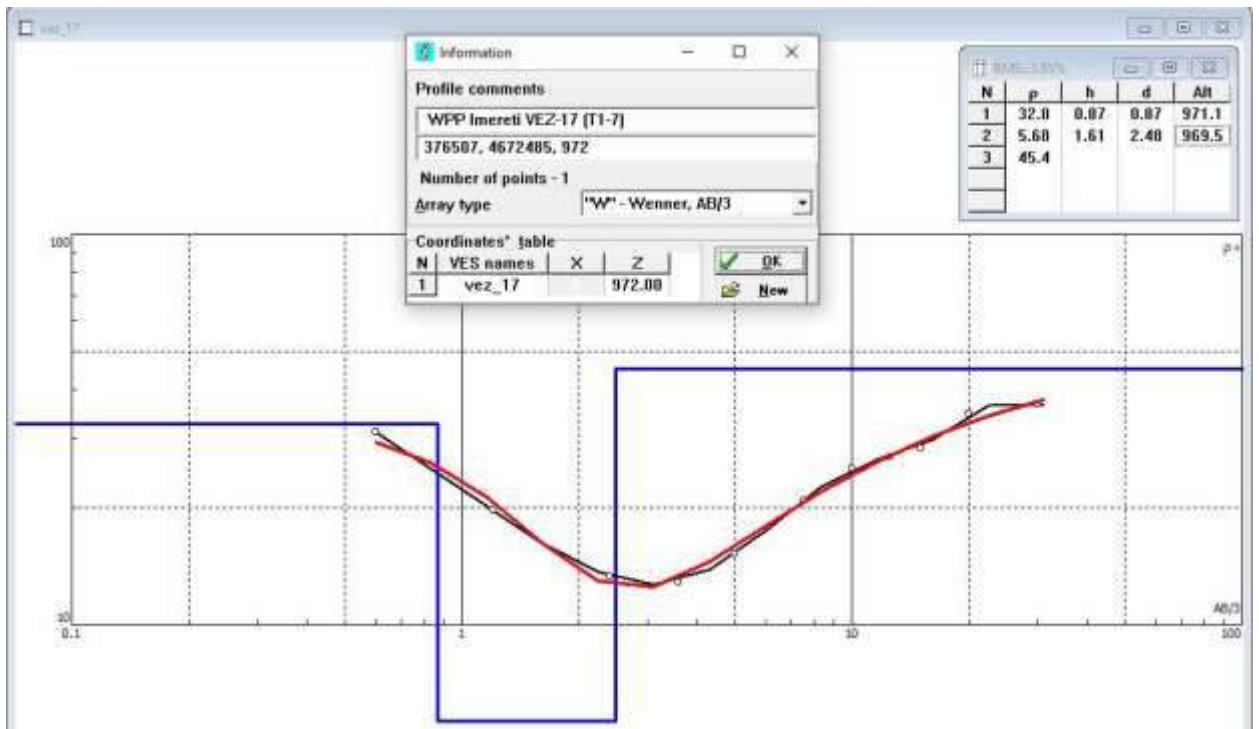 vez_17
Information
Profile comments
WPP Imereti VEZ-17 (T1-7)
376507, 4672485, 972
Number of points - 1
Array type "W" - Wenner, AB/3
Coordinates' table
N VES names X Z
1 vez_17 972.00
OK
New
N ρ h d Alt
1 32.8 0.87 0.87 971.1
2 5.68 1.61 2.48 969.5
3 45.4
100
10
0.1 1 10 100
AB/3